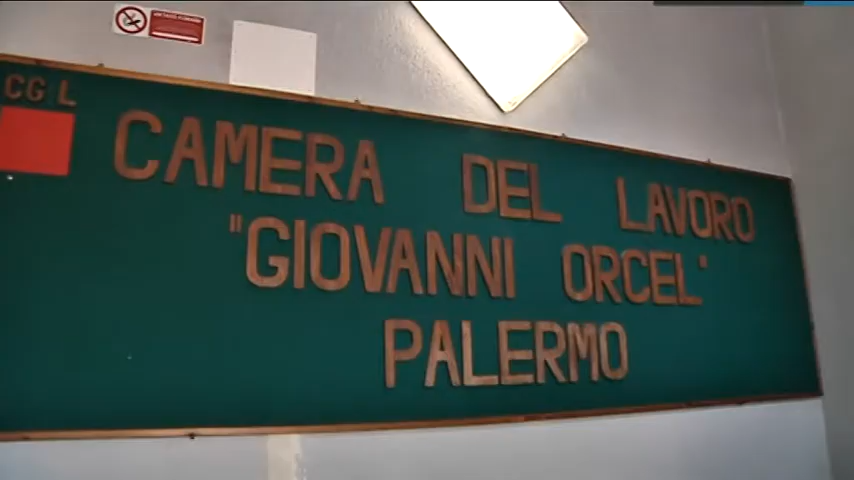 CGL
CAMERA DEL LAVORO
"GIOVANNI ORCEL'
PALERMO